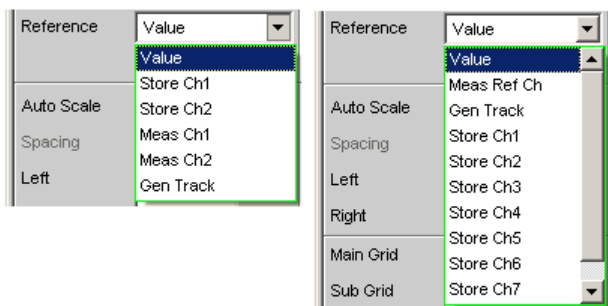 Reference Value
Value
Store Ch1
Auto Scale Store Ch2
Spacing Meas Ch1
Meas Ch2
Left Gen Track
Reference Value
Value
Meas Ref Ch
Auto Scale Gen Track
Spacing Store Ch1
Store Ch2
Left Store Ch3
Right Store Ch4
Store Ch5
Main Grid Store Ch6
Sub Grid Store Ch7